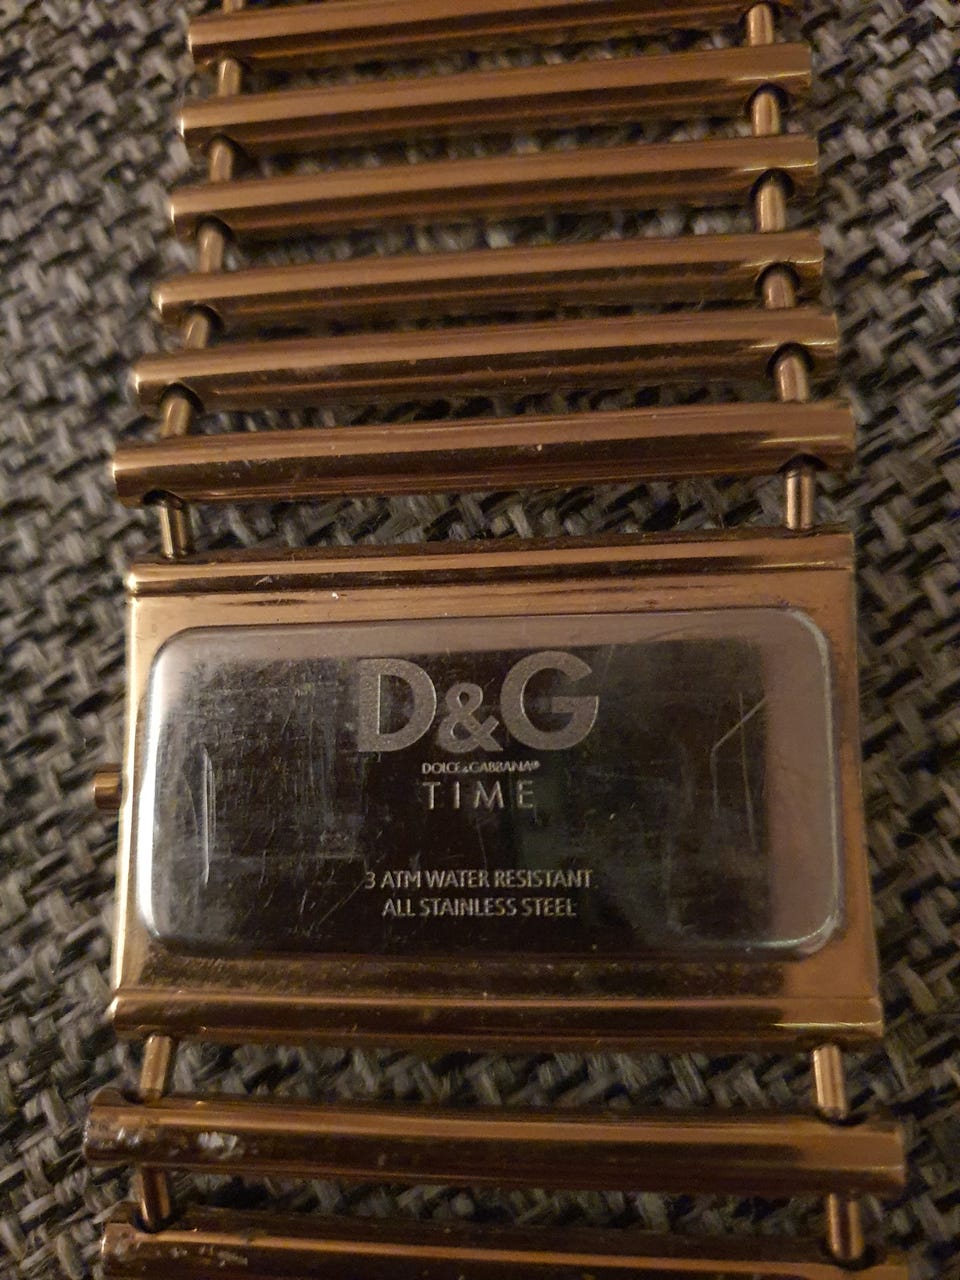 D&G
DOLCE&GABBANA®
TIME
3 ATM WATER RESISTANT
ALL STAINLESS STEEL